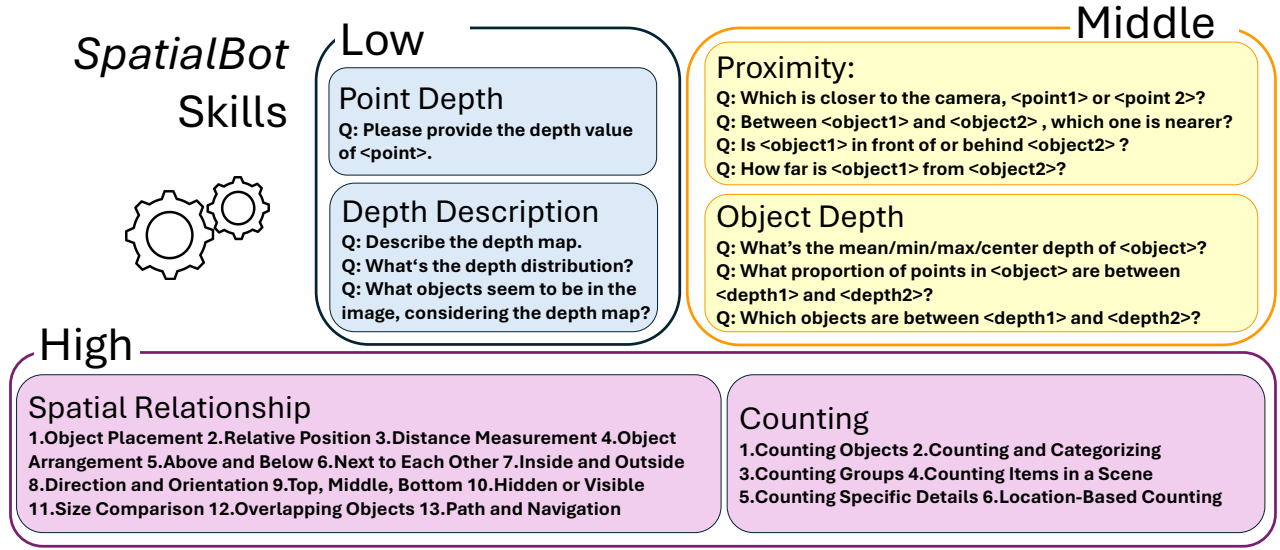 SpatialBot
Skills
Low
Point Depth
Q: Please provide the depth value
of <point>.
Depth Description
Q: Describe the depth map.
Q: What‘s the depth distribution?
Q: What objects seem to be in the
image, considering the depth map?
Middle
Proximity:
Q: Which is closer to the camera, <point1> or <point 2>?
Q: Between <object1> and <object2> , which one is nearer?
Q: Is <object1> in front of or behind <object2> ?
Q: How far is <object1> from <object2>?
Object Depth
Q: What’s the mean/min/max/center depth of <object>?
Q: What proportion of points in <object> are between
<depth1> and <depth2>?
Q: Which objects are between <depth1> and <depth2>?
High
Spatial Relationship
1.Object Placement 2.Relative Position 3.Distance Measurement 4.Object
Arrangement 5.Above and Below 6.Next to Each Other 7.Inside and Outside
8.Direction and Orientation 9.Top, Middle, Bottom 10.Hidden or Visible
11.Size Comparison 12.Overlapping Objects 13.Path and Navigation
Counting
1.Counting Objects 2.Counting and Categorizing
3.Counting Groups 4.Counting Items in a Scene
5.Counting Specific Details 6.Location-Based Counting